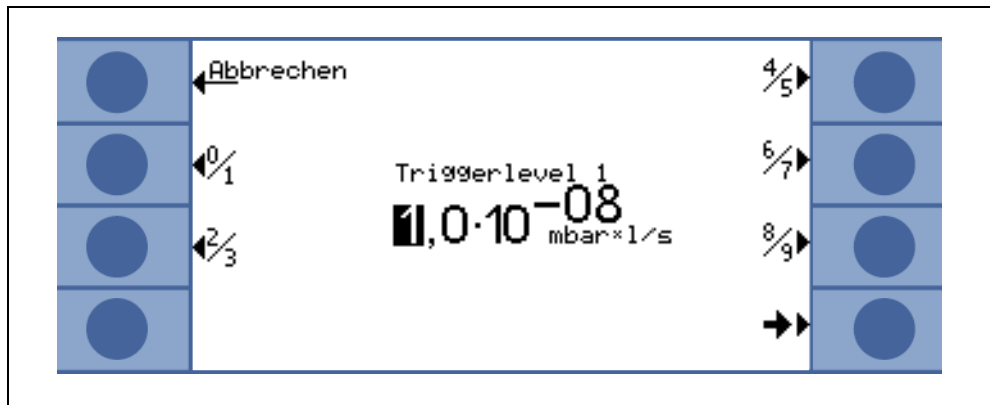 Abbrechen
4/5
0/1
6/7
Triggerlevel 1
1,0·10⁻⁰⁸ mbar*l/s
2/3
8/9